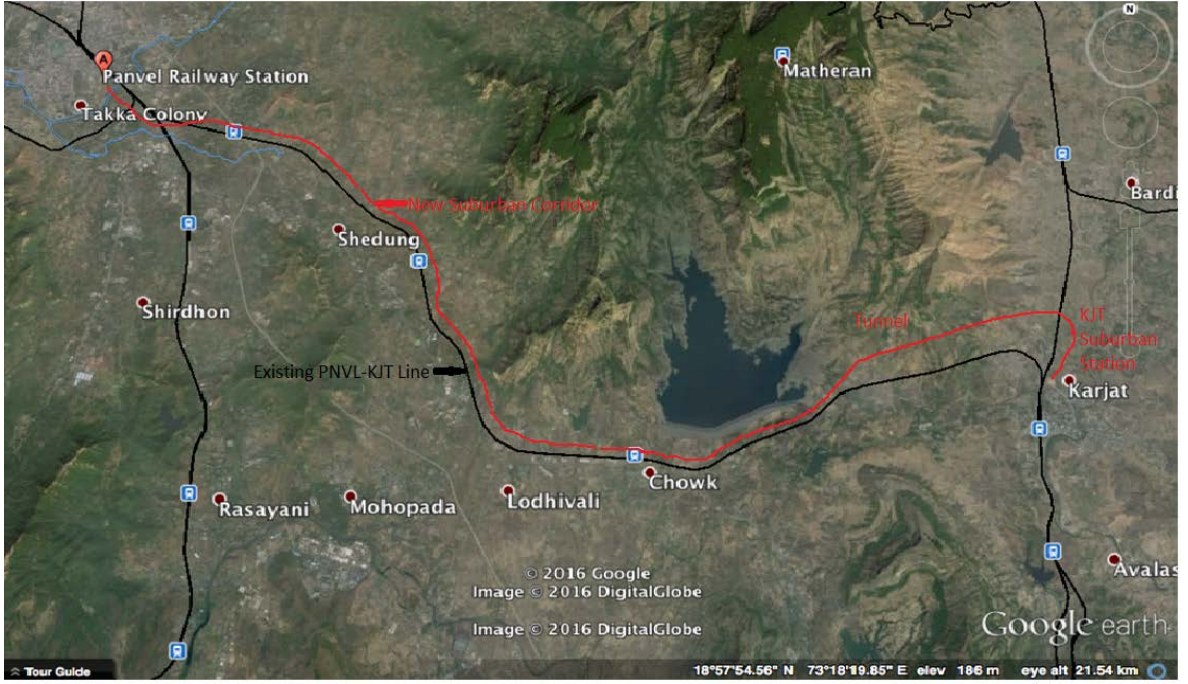 N
A
Panvel Railway Station
Matheran
Takka Colony
Bardi
New Suburban Corridor
Shedung
Shirdhon
Tunnel
KJT
Suburban
Station
Existing PNVL-KJT Line
Karjat
Chowk
Rasayani
Mohopada
Lodhivali
Avalas
© 2016 Google
Image © 2016 DigitalGlobe
Image © 2016 DigitalGlobe
Google earth
Tour Guide
18°57'54.56" N 73°18'19.85" E elev 186 m eye alt 21.54 km